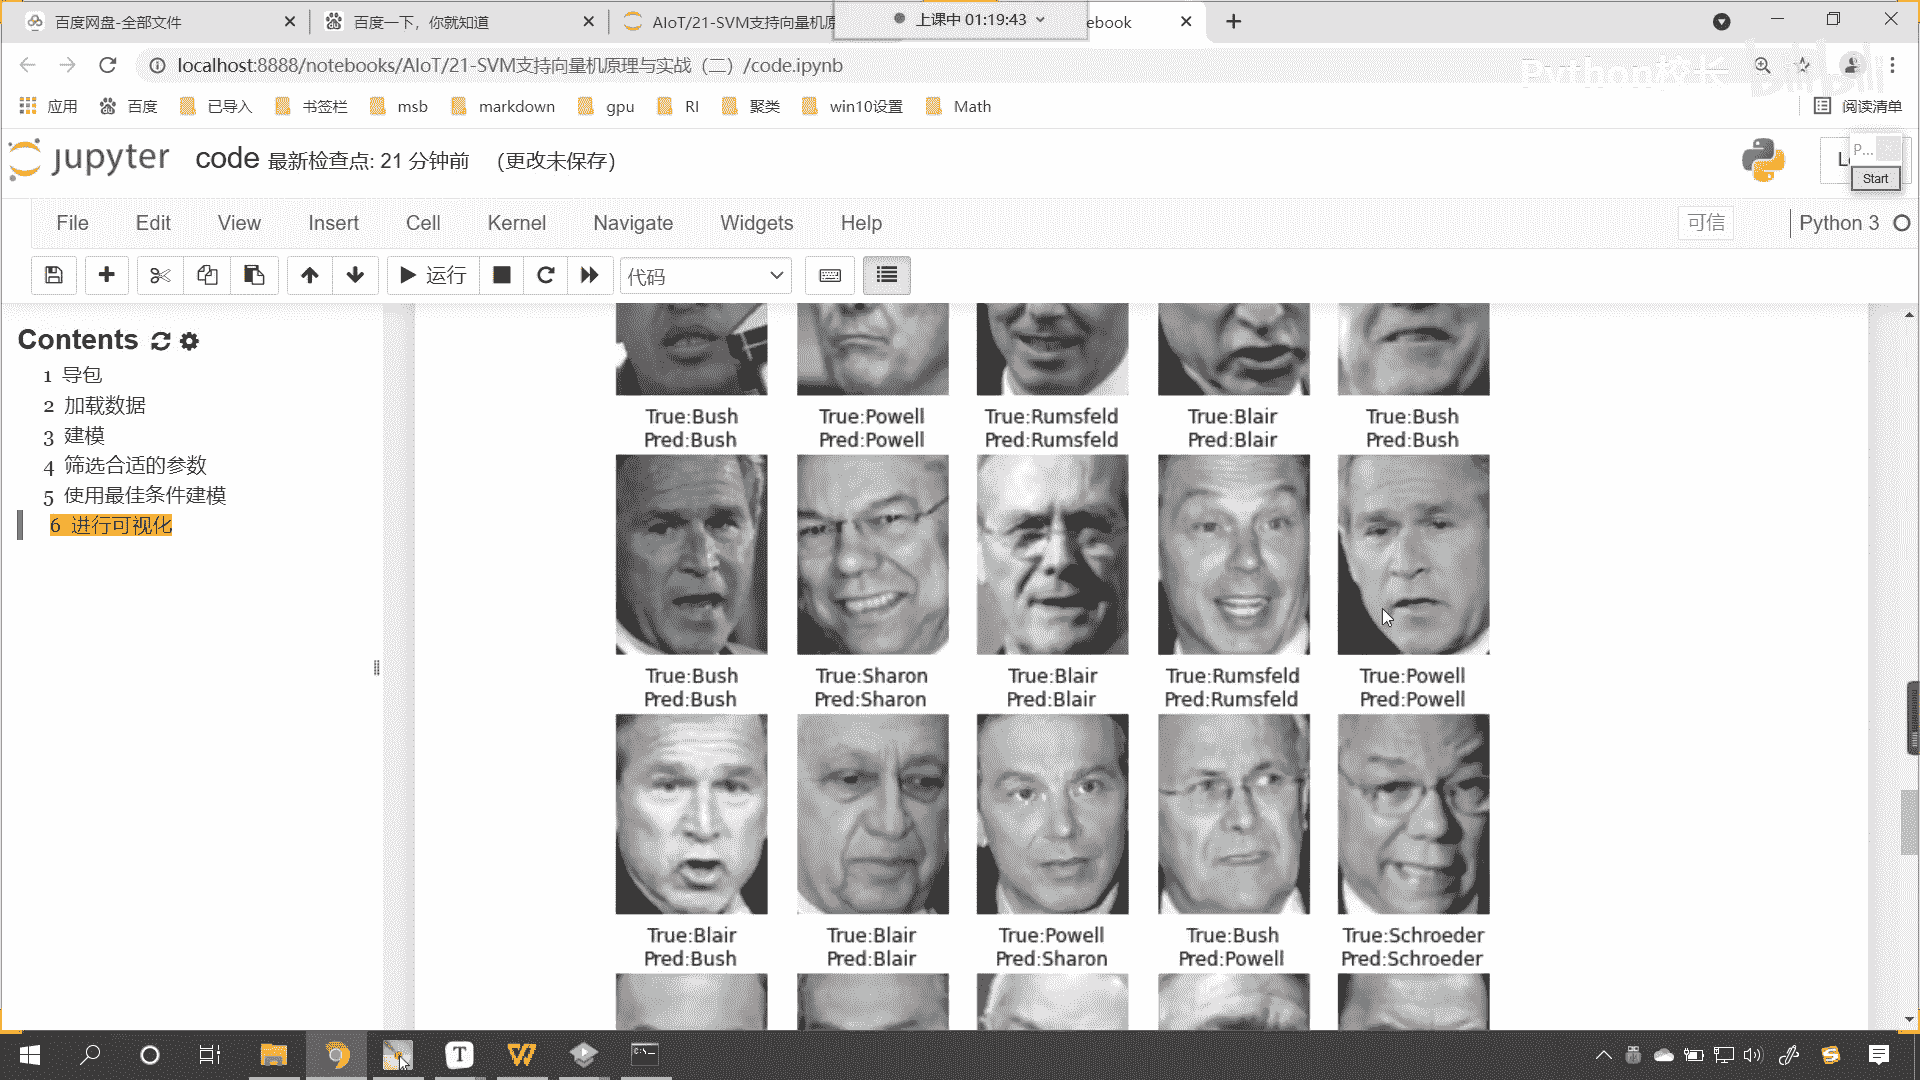 百度网盘-全部文件
百度一下，你就知道
AIoT/21-SVM支持向量机原
上课中 01:19:43
ebook
localhost:8888/notebooks/AIoT/21-SVM支持向量机原理与实战（二）/code.ipynb
Python校长
bilibili
应用 百度 已导入 书签栏 msb markdown gpu RI 聚类 win10设置 Math 阅读清单
jupyter code 最新检查点: 21 分钟前 (更改未保存)
P...
Start
File Edit View Insert Cell Kernel Navigate Widgets Help 可信 Python 3
运行 代码
Contents
1 导包
2 加载数据
3 建模
4 筛选合适的参数
5 使用最佳条件建模
6 进行可视化
True:Bush True:Powell True:Rumsfeld True:Blair True:Bush
Pred:Bush Pred:Powell Pred:Rumsfeld Pred:Blair Pred:Bush
True:Bush True:Sharon True:Blair True:Rumsfeld True:Powell
Pred:Bush Pred:Sharon Pred:Blair Pred:Rumsfeld Pred:Powell
True:Blair True:Blair True:Powell True:Bush True:Schroeder
Pred:Bush Pred:Blair Pred:Sharon Pred:Powell Pred:Schroeder